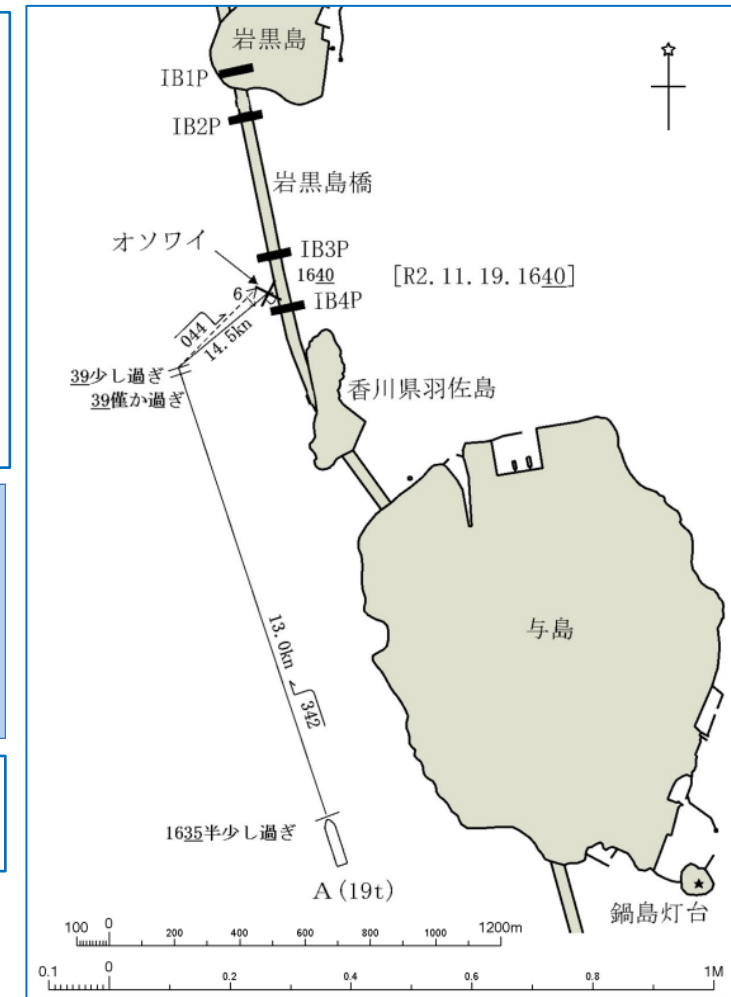 岩黒島
IB1P
IB2P
岩黒島橋
オソワイ
IB3P
1640
[R2.11.19.1640]
6
IB4P
044
14.5kn
39少し過ぎ
39僅か過ぎ
香川県羽佐島
与島
13.0kn
342
1635半少し過ぎ
A(19t)
鍋島灯台
100 0 200 400 600 800 1000 1200m
0.1 0 0.2 0.4 0.6 0.8 1M